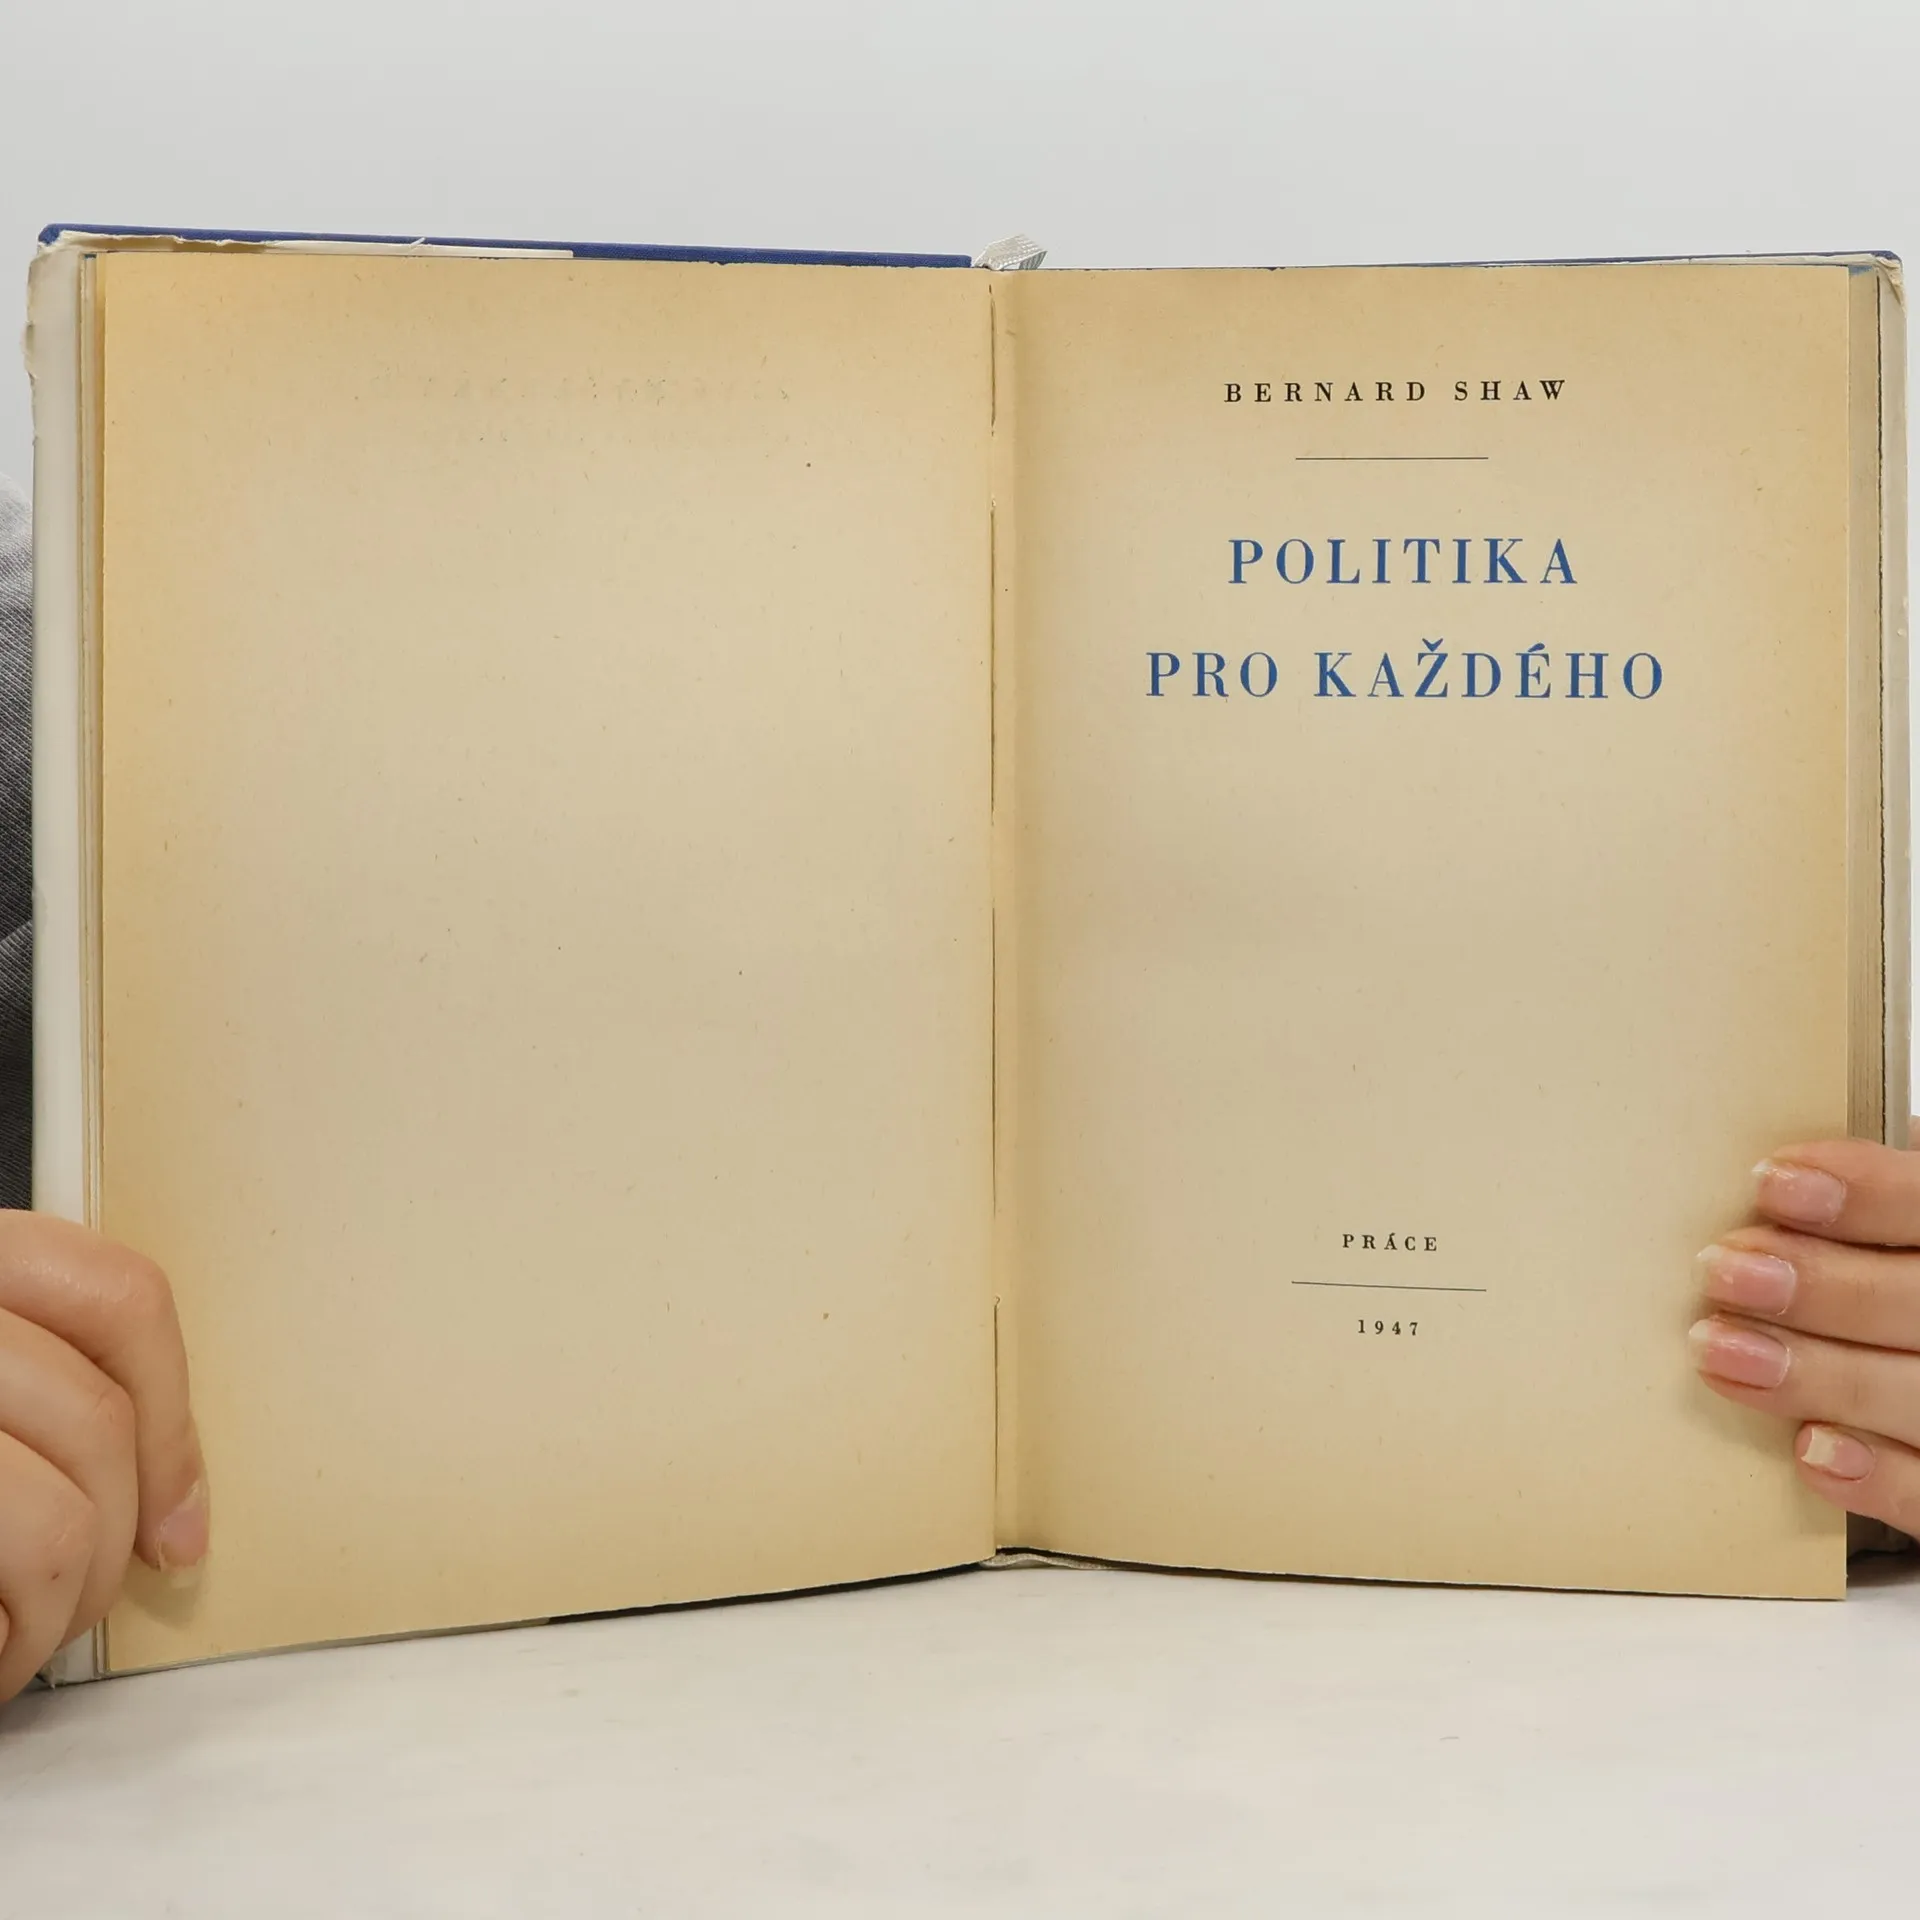 BERNARD SHAW
POLITIKA
PRO KAŽDÉHO
PRÁCE
1947